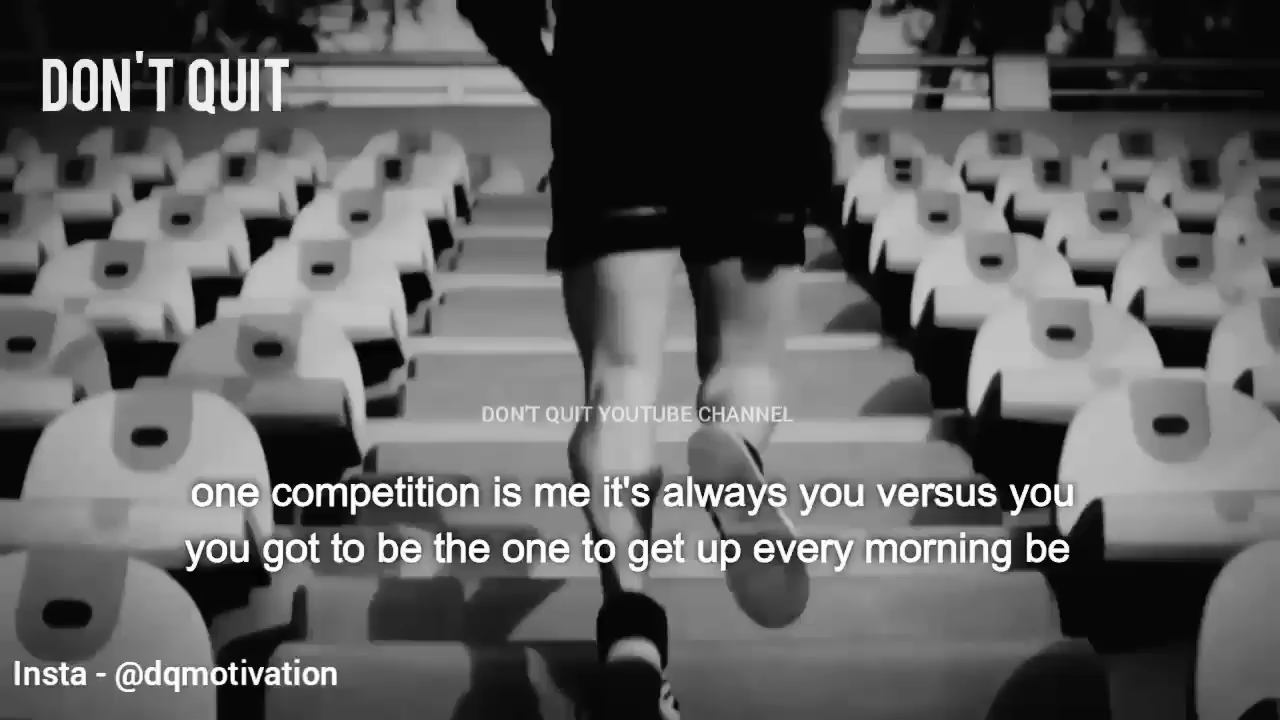 DON'T QUIT
DON'T QUIT YOUTUBE CHANNEL
one competition is me it's always you versus you
you got to be the one to get up every morning be
Insta - @dqmotivation